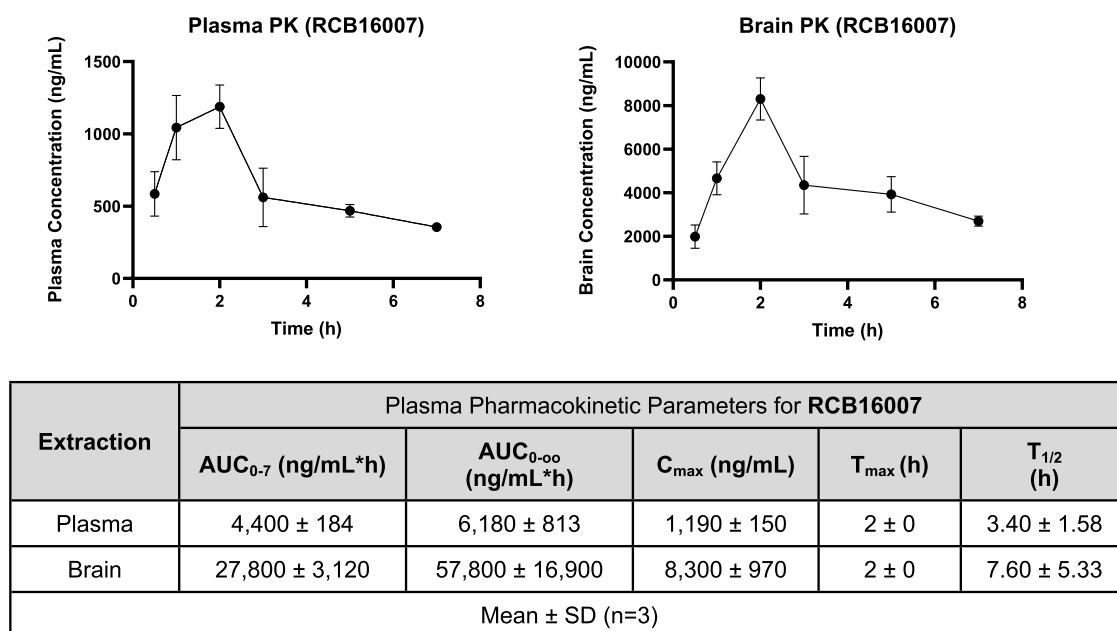 Plasma PK (RCB16007)
Plasma Concentration (ng/mL)
1500
1000
500
0
0 2 4 6 8
Time (h)
Brain PK (RCB16007)
Brain Concentration (ng/mL)
10000
8000
6000
4000
2000
0
0 2 4 6 8
Time (h)
Extraction
Plasma Pharmacokinetic Parameters for RCB16007
AUC0-7 (ng/mL*h)
AUC0-oo
(ng/mL*h)
Cmax (ng/mL)
Tmax (h)
T1/2
(h)
Plasma 4,400 ± 184 6,180 ± 813 1,190 ± 150 2 ± 0 3.40 ± 1.58
Brain 27,800 ± 3,120 57,800 ± 16,900 8,300 ± 970 2 ± 0 7.60 ± 5.33
Mean ± SD (n=3)